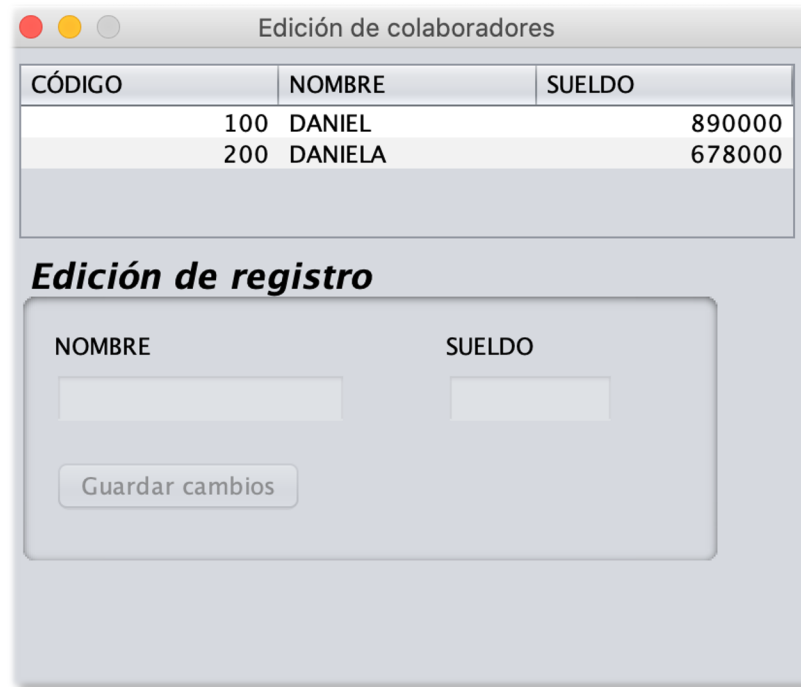 Edición de colaboradores
CÓDIGO NOMBRE SUELDO
100 DANIEL 890000
200 DANIELA 678000
Edición de registro
NOMBRE SUELDO
Guardar cambios